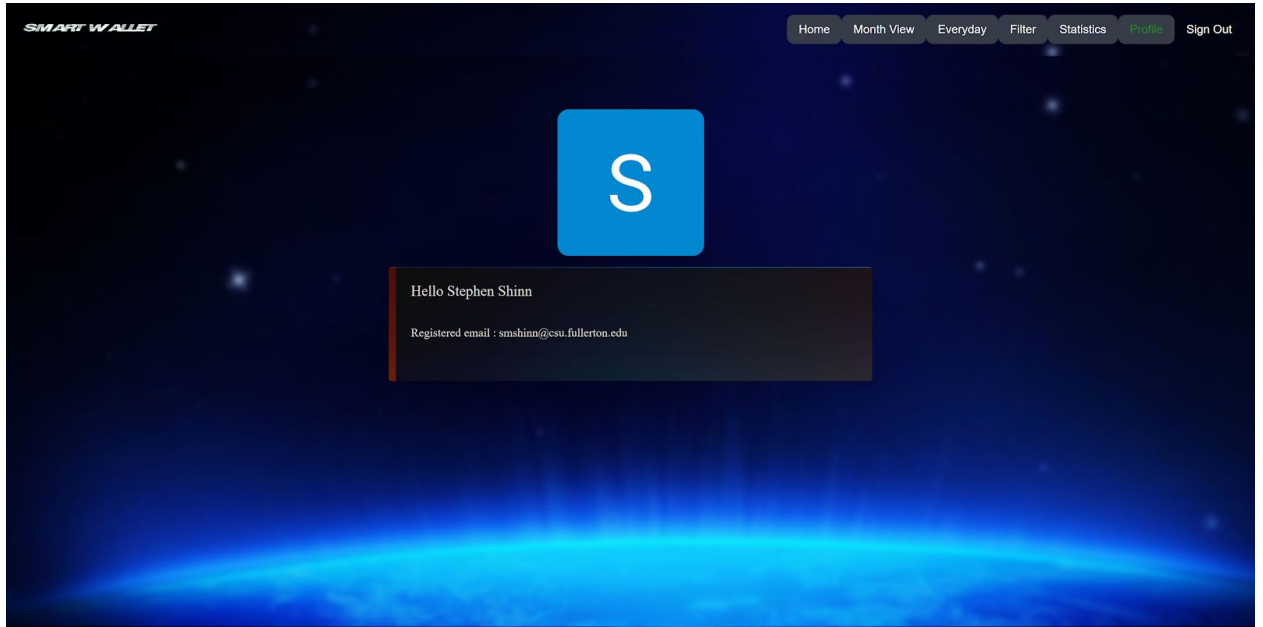 SMART WALLET
Home Month View Everyday Filter Statistics Profile Sign Out
S
Hello Stephen Shinn
Registered email : smshinn@csu.fullerton.edu